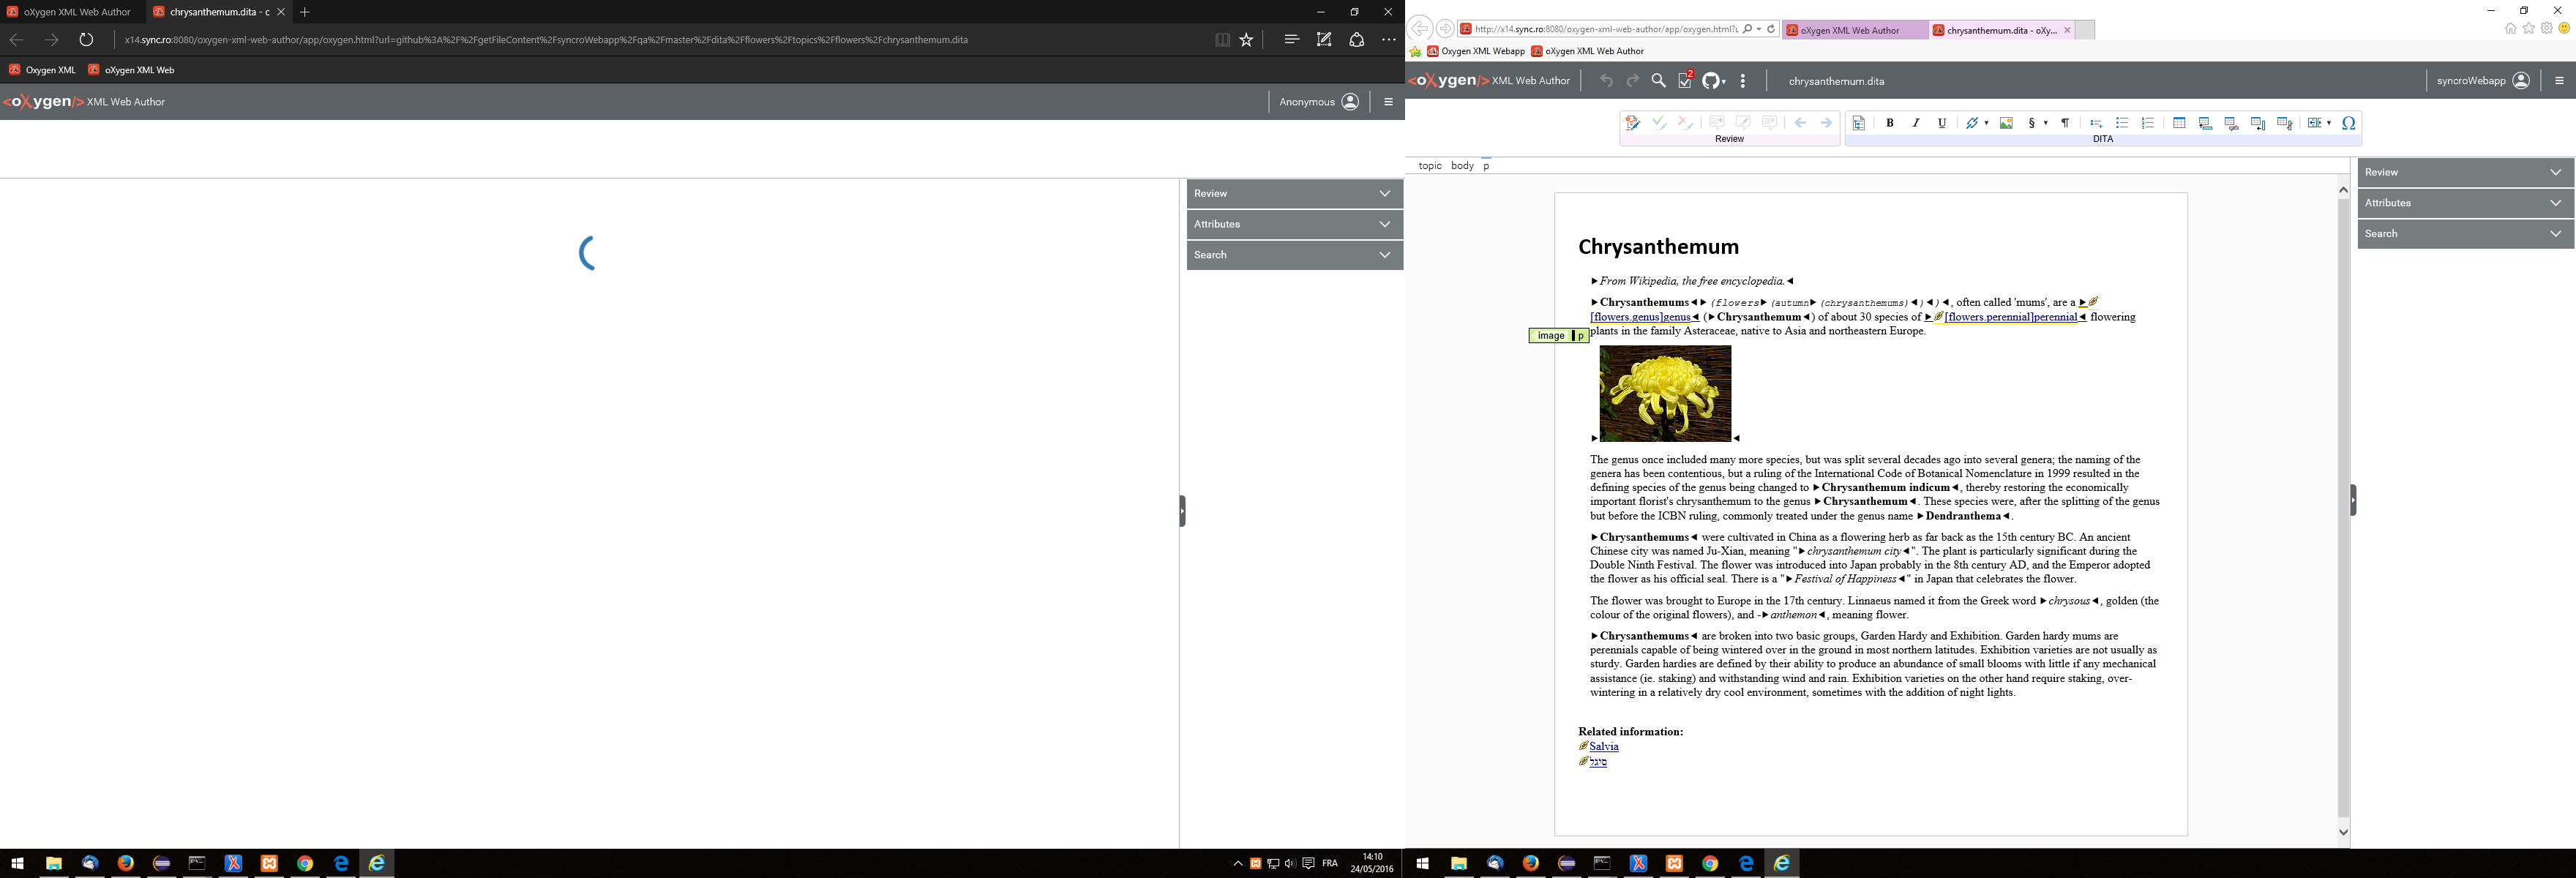 oXygen XML Web Author
chrysanthemum.dita - c
x14.sync.ro:8080/oxygen-xml-web-author/app/oxygen.html?url=github%3A%2F%2FgetFileContent%2FsyncroWebapp%2Fqa%2Fmaster%2Fdita%2Fflowers%2Ftopics%2Fflowers%2Fchrysanthemum.dita
Oxygen XML oXygen XML Web
<oXygen/> XML Web Author
Anonymous
Review
Attributes
Search
FRA
14:10
24/05/2016
http://x14.sync.ro:8080/oxygen-xml-web-author/app/oxygen.html?u
oXygen XML Web Author
chrysanthemum.dita - oXy...
Oxygen XML Webapp oXygen XML Web Author
<oXygen/> XML Web Author
2
chrysanthemum.dita
syncroWebapp
B I U § ¶ Ω
Review
DITA
topic body p
Review
Attributes
Search
Chrysanthemum
From Wikipedia, the free encyclopedia.
Chrysanthemums (flowers (autumn (chrysanthemums) ) ) , often called 'mums', are a
[flowers.genus]genus (Chrysanthemum) of about 30 species of [flowers.perennial]perennial flowering
plants in the family Asteraceae, native to Asia and northeastern Europe.
image p
The genus once included many more species, but was split several decades ago into several genera; the naming of the
genera has been contentious, but a ruling of the International Code of Botanical Nomenclature in 1999 resulted in the
defining species of the genus being changed to Chrysanthemum indicum, thereby restoring the economically
important florist's chrysanthemum to the genus Chrysanthemum. These species were, after the splitting of the genus
but before the ICBN ruling, commonly treated under the genus name Dendranthema.
Chrysanthemums were cultivated in China as a flowering herb as far back as the 15th century BC. An ancient
Chinese city was named Ju-Xian, meaning "chrysanthemum city". The plant is particularly significant during the
Double Ninth Festival. The flower was introduced into Japan probably in the 8th century AD, and the Emperor adopted
the flower as his official seal. There is a "Festival of Happiness" in Japan that celebrates the flower.
The flower was brought to Europe in the 17th century. Linnaeus named it from the Greek word chrysous, golden (the
colour of the original flowers), and -anthemon, meaning flower.
Chrysanthemums are broken into two basic groups, Garden Hardy and Exhibition. Garden hardy mums are
perennials capable of being wintered over in the ground in most northern latitudes. Exhibition varieties are not usually as
sturdy. Garden hardies are defined by their ability to produce an abundance of small blooms with little if any mechanical
assistance (ie. staking) and withstanding wind and rain. Exhibition varieties on the other hand require staking, over-
wintering in a relatively dry cool environment, sometimes with the addition of night lights.
Related information:
Salvia
סיגל